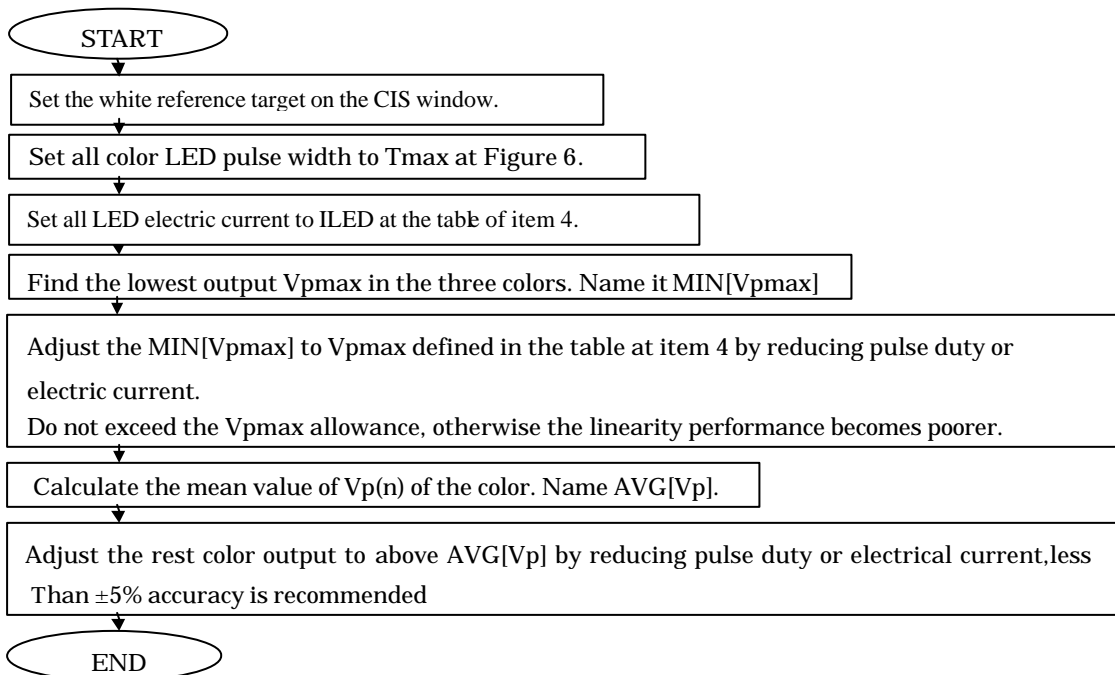 START
Set the white reference target on the CIS window.
Set all color LED pulse width to Tmax at Figure 6.
Set all LED electric current to ILED at the table of item 4.
Find the lowest output Vpmax in the three colors. Name it MIN[Vpmax]
Adjust the MIN[Vpmax] to Vpmax defined in the table at item 4 by reducing pulse duty or
electric current.
Do not exceed the Vpmax allowance, otherwise the linearity performance becomes poorer.
Calculate the mean value of Vp(n) of the color. Name AVG[Vp].
Adjust the rest color output to above AVG[Vp] by reducing pulse duty or electrical current,less
Than ±5% accuracy is recommended
END